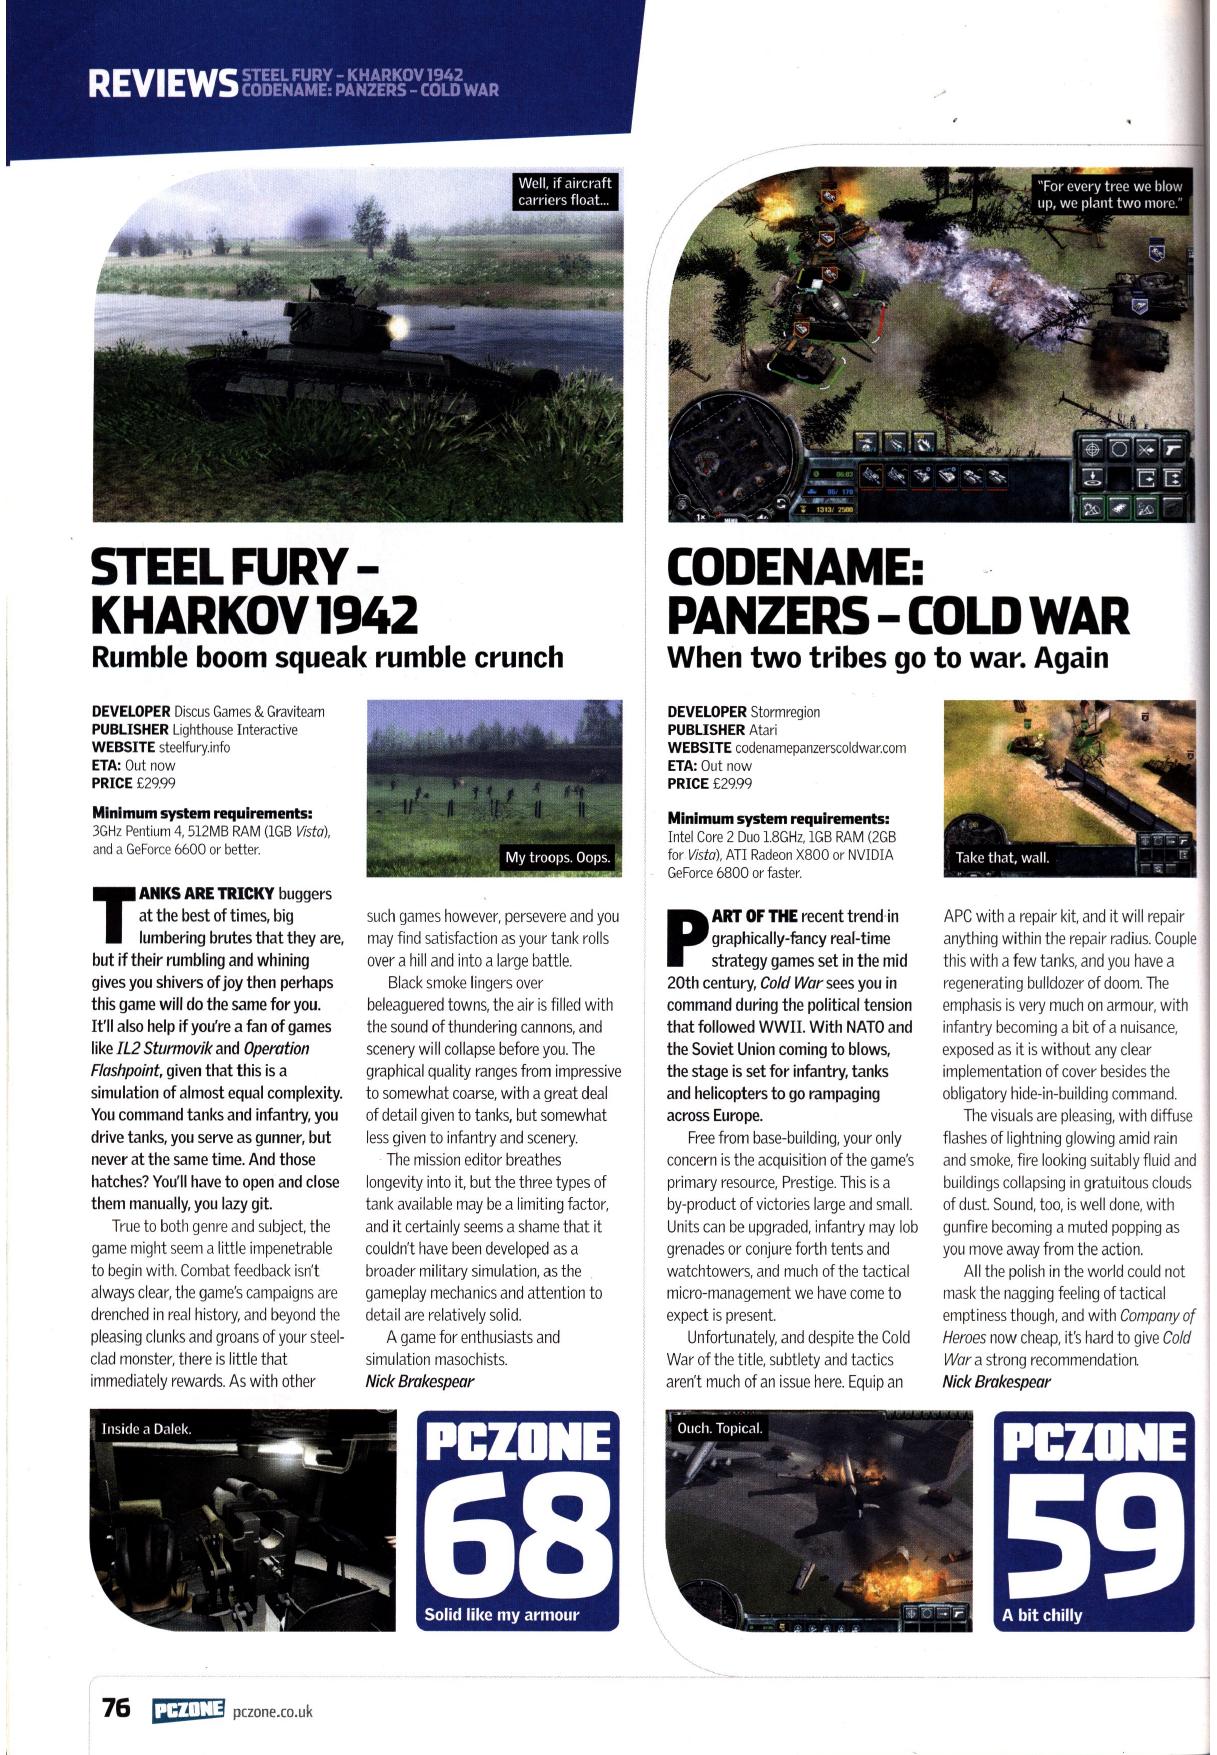 REVIEWS STEEL FURY – KHARKOV 1942
CODENAME: PANZERS – COLD WAR
Well, if aircraft
carriers float...
STEEL FURY –
KHARKOV 1942
Rumble boom squeak rumble crunch
DEVELOPER Discus Games & Graviteam
PUBLISHER Lighthouse Interactive
WEBSITE steelfury.info
ETA: Out now
PRICE £29.99
Minimum system requirements:
3GHz Pentium 4, 512MB RAM (1GB Vista),
and a GeForce 6600 or better.
My troops. Oops.
TANKS ARE TRICKY buggers
at the best of times, big
lumbering brutes that they are,
but if their rumbling and whining
gives you shivers of joy then perhaps
this game will do the same for you.
It'll also help if you're a fan of games
like IL2 Sturmovik and Operation
Flashpoint, given that this is a
simulation of almost equal complexity.
You command tanks and infantry, you
drive tanks, you serve as gunner, but
never at the same time. And those
hatches? You'll have to open and close
them manually, you lazy git.
True to both genre and subject, the
game might seem a little impenetrable
to begin with. Combat feedback isn't
always clear, the game's campaigns are
drenched in real history, and beyond the
pleasing clunks and groans of your steel-
clad monster, there is little that
immediately rewards. As with other
such games however, persevere and you
may find satisfaction as your tank rolls
over a hill and into a large battle.
Black smoke lingers over
beleaguered towns, the air is filled with
the sound of thundering cannons, and
scenery will collapse before you. The
graphical quality ranges from impressive
to somewhat coarse, with a great deal
of detail given to tanks, but somewhat
less given to infantry and scenery.
The mission editor breathes
longevity into it, but the three types of
tank available may be a limiting factor,
and it certainly seems a shame that it
couldn't have been developed as a
broader military simulation, as the
gameplay mechanics and attention to
detail are relatively solid.
A game for enthusiasts and
simulation masochists.
Nick Brakespear
Inside a Dalek.
PCZONE
68
Solid like my armour
"For every tree we blow
up, we plant two more."
06:03
86/ 170
1313/ 2500
1x
MENU
CODENAME:
PANZERS – COLD WAR
When two tribes go to war. Again
DEVELOPER Stormregion
PUBLISHER Atari
WEBSITE codenamepanzerscoldwar.com
ETA: Out now
PRICE £29.99
Minimum system requirements:
Intel Core 2 Duo 1.8GHz, 1GB RAM (2GB
for Vista), ATI Radeon X800 or NVIDIA
GeForce 6800 or faster.
Take that, wall.
PART OF THE recent trend in
graphically-fancy real-time
strategy games set in the mid
20th century, Cold War sees you in
command during the political tension
that followed WWII. With NATO and
the Soviet Union coming to blows,
the stage is set for infantry, tanks
and helicopters to go rampaging
across Europe.
Free from base-building, your only
concern is the acquisition of the game's
primary resource, Prestige. This is a
by-product of victories large and small.
Units can be upgraded, infantry may lob
grenades or conjure forth tents and
watchtowers, and much of the tactical
micro-management we have come to
expect is present.
Unfortunately, and despite the Cold
War of the title, subtlety and tactics
aren't much of an issue here. Equip an
APC with a repair kit, and it will repair
anything within the repair radius. Couple
this with a few tanks, and you have a
regenerating bulldozer of doom. The
emphasis is very much on armour, with
infantry becoming a bit of a nuisance,
exposed as it is without any clear
implementation of cover besides the
obligatory hide-in-building command.
The visuals are pleasing, with diffuse
flashes of lightning glowing amid rain
and smoke, fire looking suitably fluid and
buildings collapsing in gratuitous clouds
of dust. Sound, too, is well done, with
gunfire becoming a muted popping as
you move away from the action.
All the polish in the world could not
mask the nagging feeling of tactical
emptiness though, and with Company of
Heroes now cheap, it's hard to give Cold
War a strong recommendation.
Nick Brakespear
Ouch. Topical.
PCZONE
59
A bit chilly
76 PCZONE pczone.co.uk